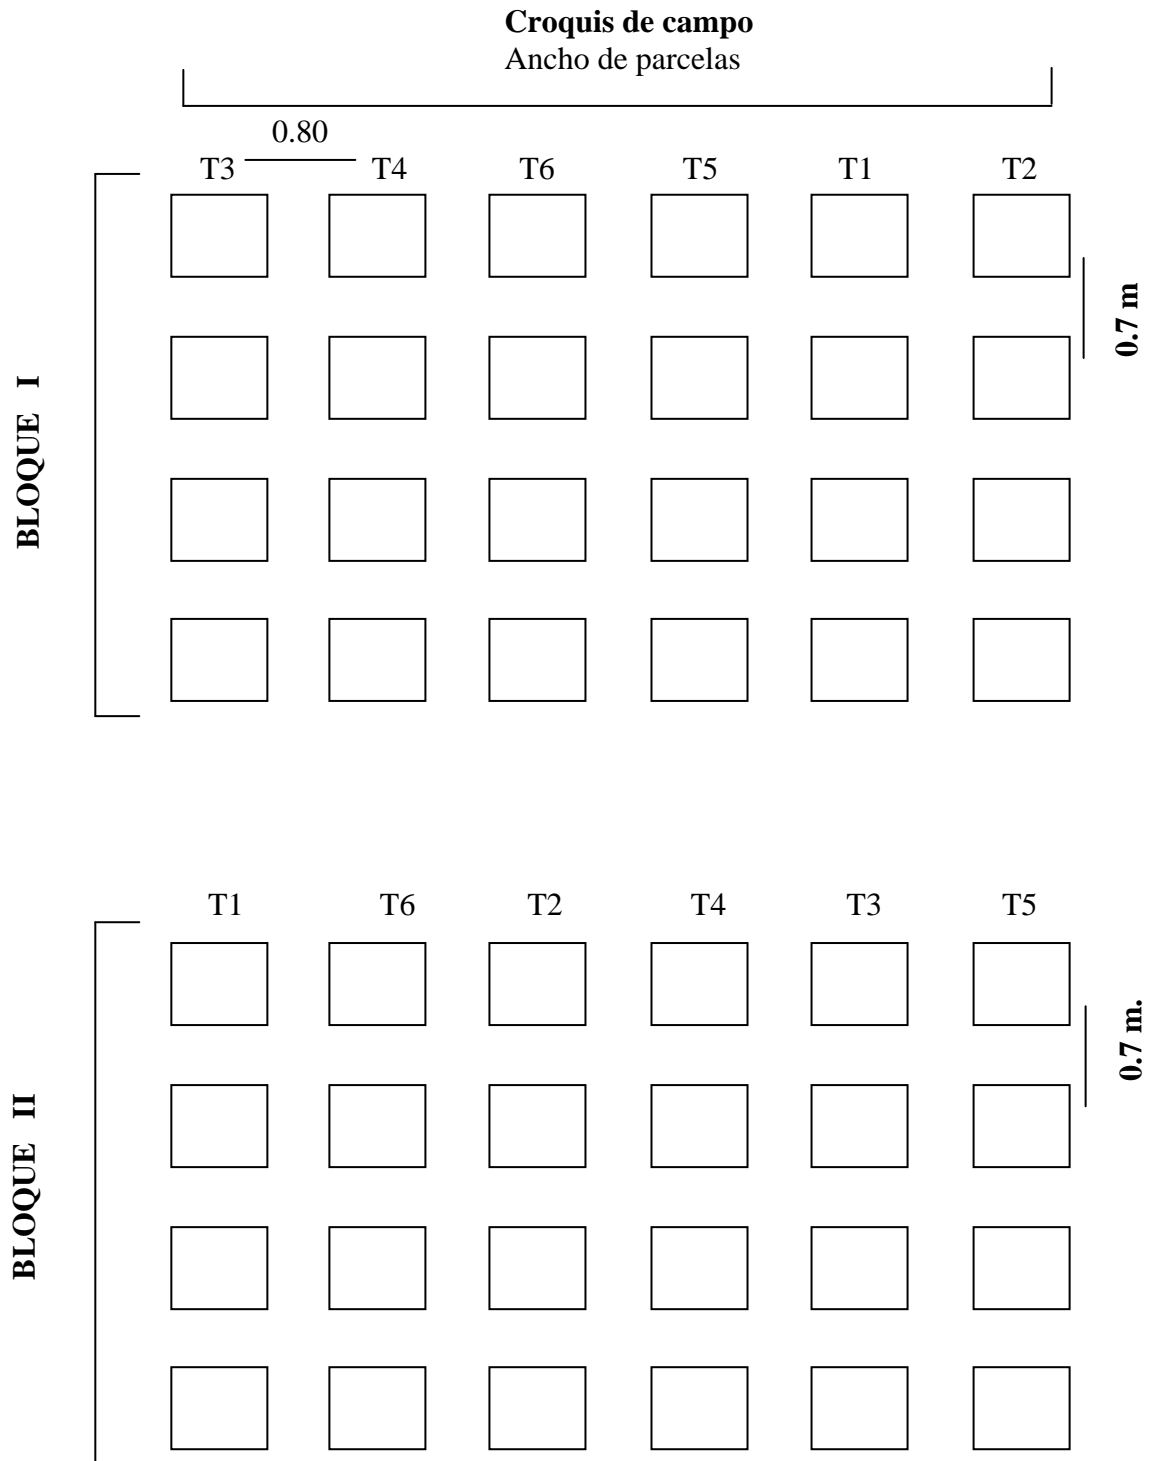 Croquis de campo
Ancho de parcelas
0.80
T3 T4 T6 T5 T1 T2
0.7 m
BLOQUE I
T1 T6 T2 T4 T3 T5
0.7 m.
BLOQUE II